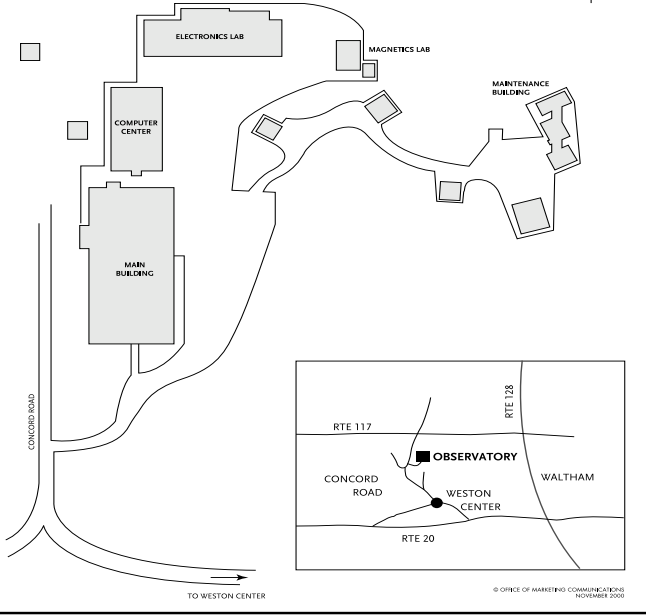 ELECTRONICS LAB
MAGNETICS LAB
MAINTENANCE
BUILDING
COMPUTER
CENTER
MAIN
BUILDING
CONCORD ROAD
RTE 128
RTE 117
OBSERVATORY
CONCORD
ROAD
WALTHAM
WESTON
CENTER
RTE 20
TO WESTON CENTER
© OFFICE OF MARKETING COMMUNICATIONS
NOVEMBER 2000